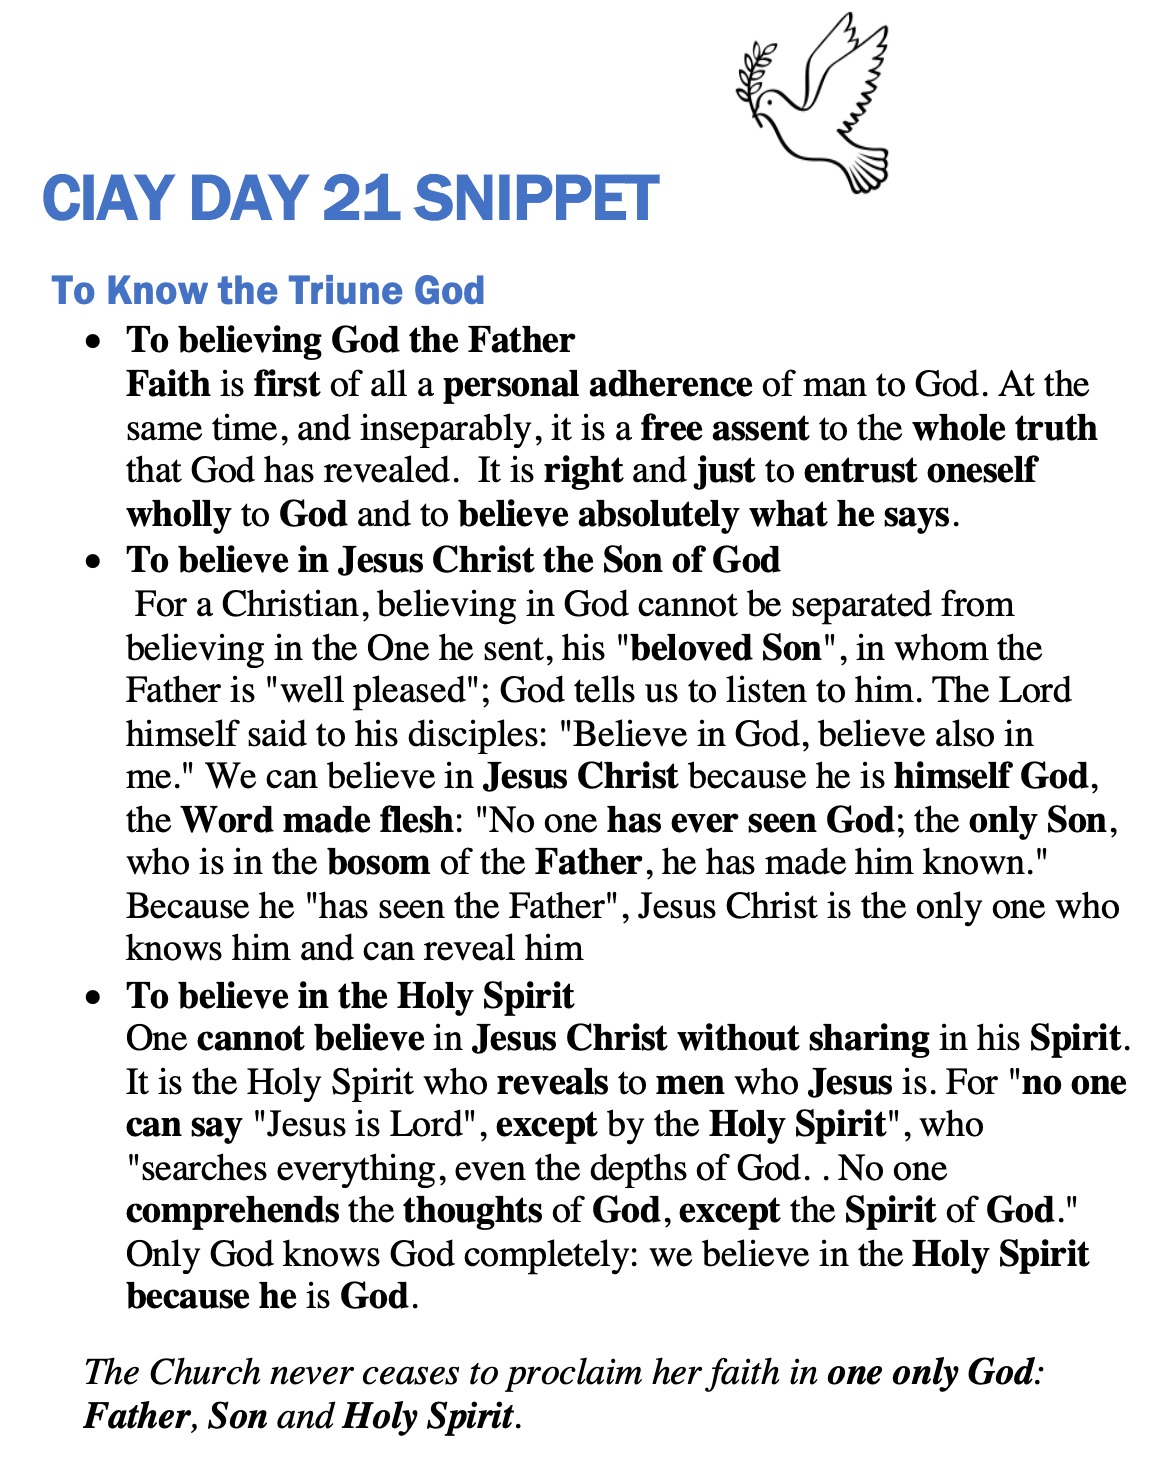 CIAY DAY 21 SNIPPET
To Know the Triune God
• To believing God the Father
Faith is first of all a personal adherence of man to God. At the
same time, and inseparably, it is a free assent to the whole truth
that God has revealed.  It is right and just to entrust oneself
wholly to God and to believe absolutely what he says.
• To believe in Jesus Christ the Son of God
For a Christian, believing in God cannot be separated from
believing in the One he sent, his "beloved Son", in whom the
Father is "well pleased"; God tells us to listen to him. The Lord
himself said to his disciples: "Believe in God, believe also in
me." We can believe in Jesus Christ because he is himself God,
the Word made flesh: "No one has ever seen God; the only Son,
who is in the bosom of the Father, he has made him known."
Because he "has seen the Father", Jesus Christ is the only one who
knows him and can reveal him
• To believe in the Holy Spirit
One cannot believe in Jesus Christ without sharing in his Spirit.
It is the Holy Spirit who reveals to men who Jesus is. For "no one
can say "Jesus is Lord", except by the Holy Spirit", who
"searches everything, even the depths of God. . No one
comprehends the thoughts of God, except the Spirit of God."
Only God knows God completely: we believe in the Holy Spirit
because he is God.
The Church never ceases to proclaim her faith in one only God:
Father, Son and Holy Spirit.